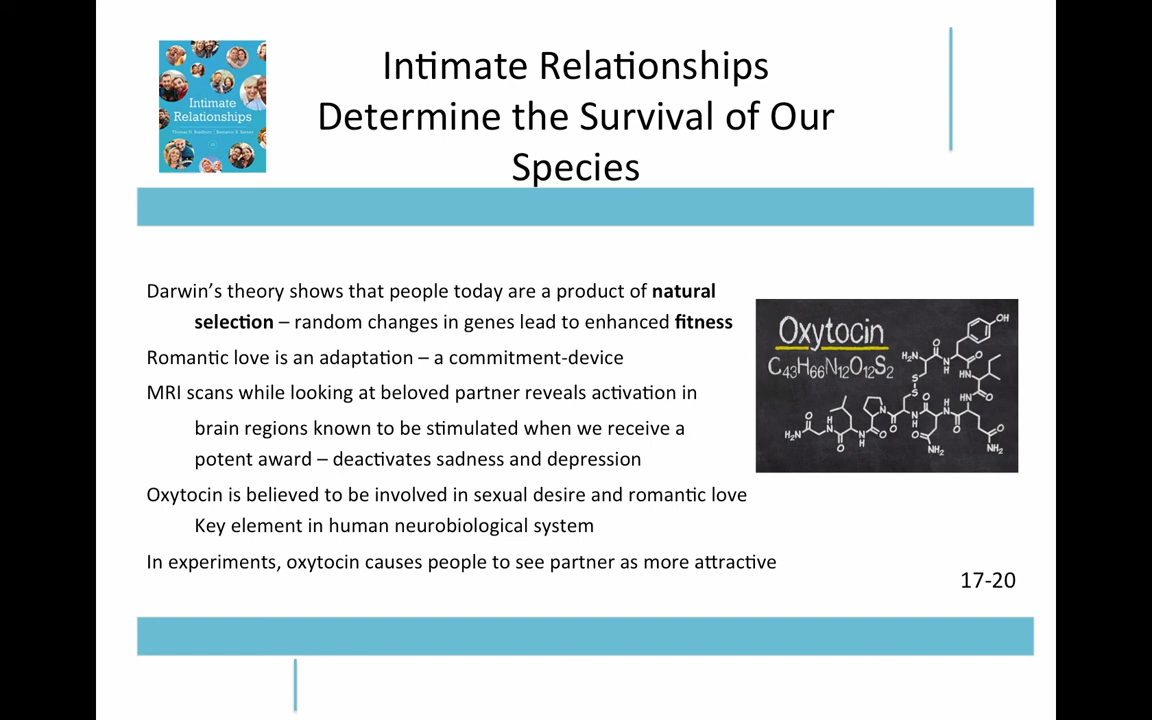 Intimate Relationships
Determine the Survival of Our
Species
Intimate
Relationships
Thomas N. Bradbury | Benjamin R. Karney
Darwin’s theory shows that people today are a product of natural
selection – random changes in genes lead to enhanced fitness
Romantic love is an adaptation – a commitment-device
MRI scans while looking at beloved partner reveals activation in
brain regions known to be stimulated when we receive a
potent award – deactivates sadness and depression
Oxytocin is believed to be involved in sexual desire and romantic love
Key element in human neurobiological system
In experiments, oxytocin causes people to see partner as more attractive
Oxytocin
C43H66N12O12S2
OH
H₂N
O
N
H
O
HN
S
S
O
HN
O
H₂N
O
H
N
O
N
H
O
N
O
N
H
O
H
N
O
O
NH₂
O
NH₂
17-20